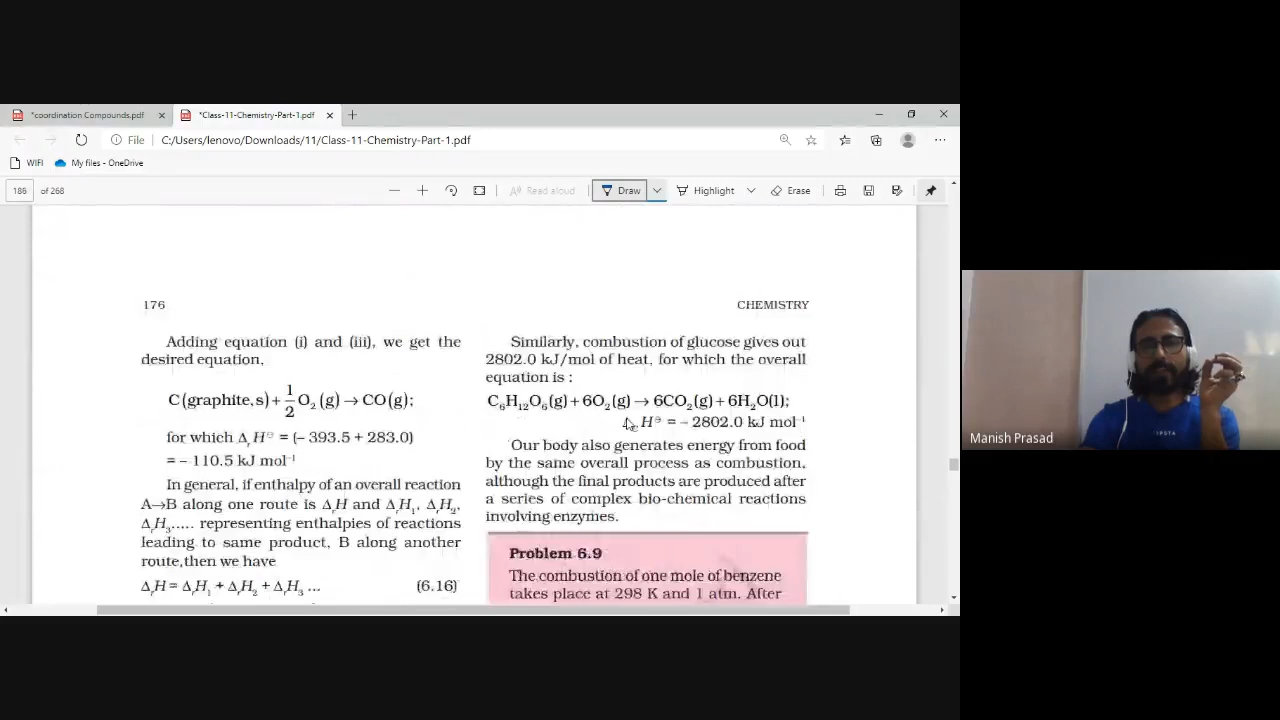 *coordination Compounds.pdf
*Class-11-Chemistry-Part-1.pdf
File
C:/Users/lenovo/Downloads/11/Class-11-Chemistry-Part-1.pdf
WIFI
My files - OneDrive
186 of 268
Read aloud
Draw
Highlight
Erase
176
CHEMISTRY
Adding equation (i) and (iii), we get the
desired equation,
C(graphite,s) + 1/2 O₂ (g) → CO(g);
for which ΔᵣH⊖ = (– 393.5 + 283.0)
= – 110.5 kJ mol⁻¹
In general, if enthalpy of an overall reaction
A→B along one route is ΔᵣH and ΔᵣH₁, ΔᵣH₂,
ΔᵣH₃..... representing enthalpies of reactions
leading to same product, B along another
route,then we have
ΔᵣH = ΔᵣH₁ + ΔᵣH₂ + ΔᵣH₃ ... (6.16)
Similarly, combustion of glucose gives out
2802.0 kJ/mol of heat, for which the overall
equation is :
C₆H₁₂O₆(g) + 6O₂(g) → 6CO₂(g) + 6H₂O(l);
H⊖ = – 2802.0 kJ mol⁻¹
Our body also generates energy from food
by the same overall process as combustion,
although the final products are produced after
a series of complex bio-chemical reactions
involving enzymes.
Problem 6.9
The combustion of one mole of benzene
takes place at 298 K and 1 atm. After
Manish Prasad